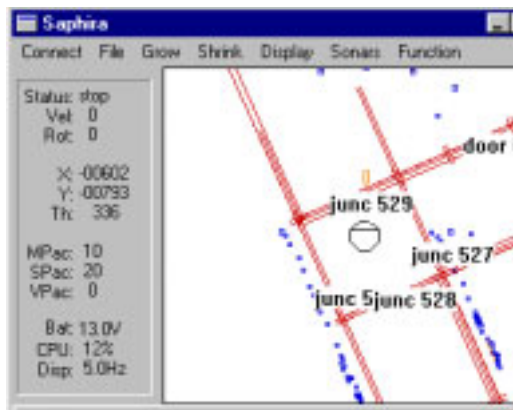 Saphira
Connect File Grow Shrink Display Sonars Function
Status: stop
Vel: 0
Rot: 0
X: -00602
Y: -00793
Th: 336
MPac: 10
SPac: 20
VPac: 0
Bat: 13.0V
CPU: 12%
Disp: 5.0Hz
door
junc 529
junc 527
junc 5
junc 528